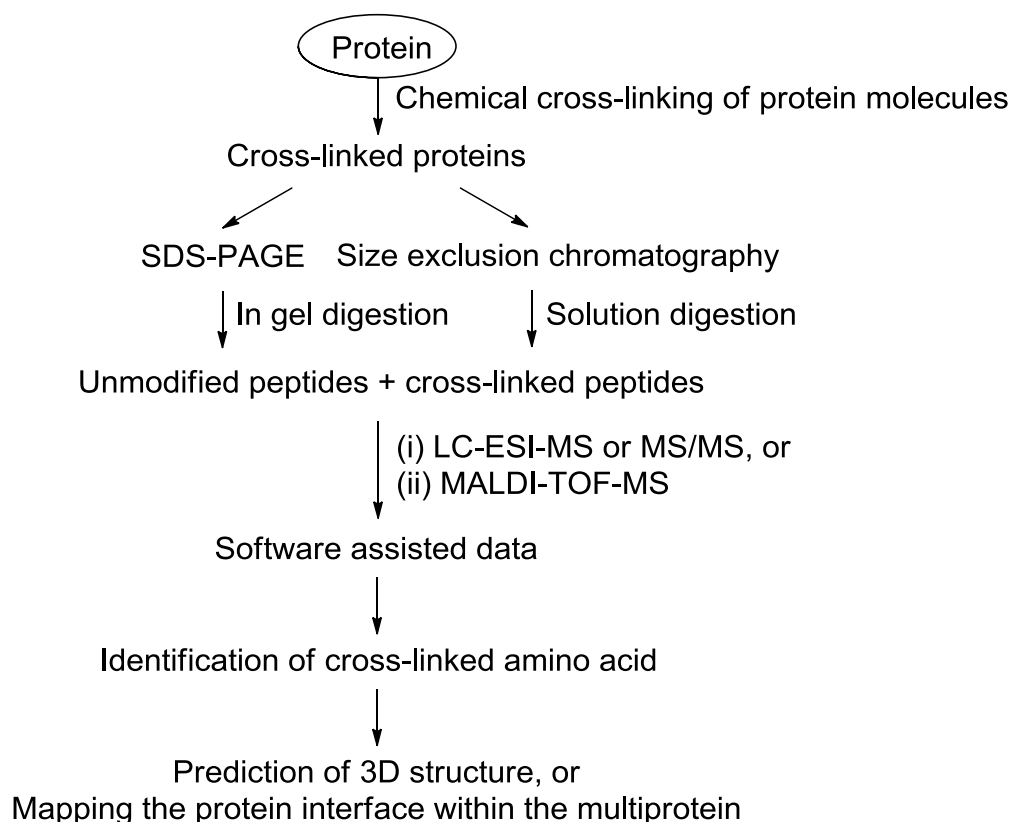 Protein
Chemical cross-linking of protein molecules
Cross-linked proteins
SDS-PAGE Size exclusion chromatography
In gel digestion Solution digestion
Unmodified peptides + cross-linked peptides
(i) LC-ESI-MS or MS/MS, or
(ii) MALDI-TOF-MS
Software assisted data
Identification of cross-linked amino acid
Prediction of 3D structure, or
Mapping the protein interface within the multiprotein